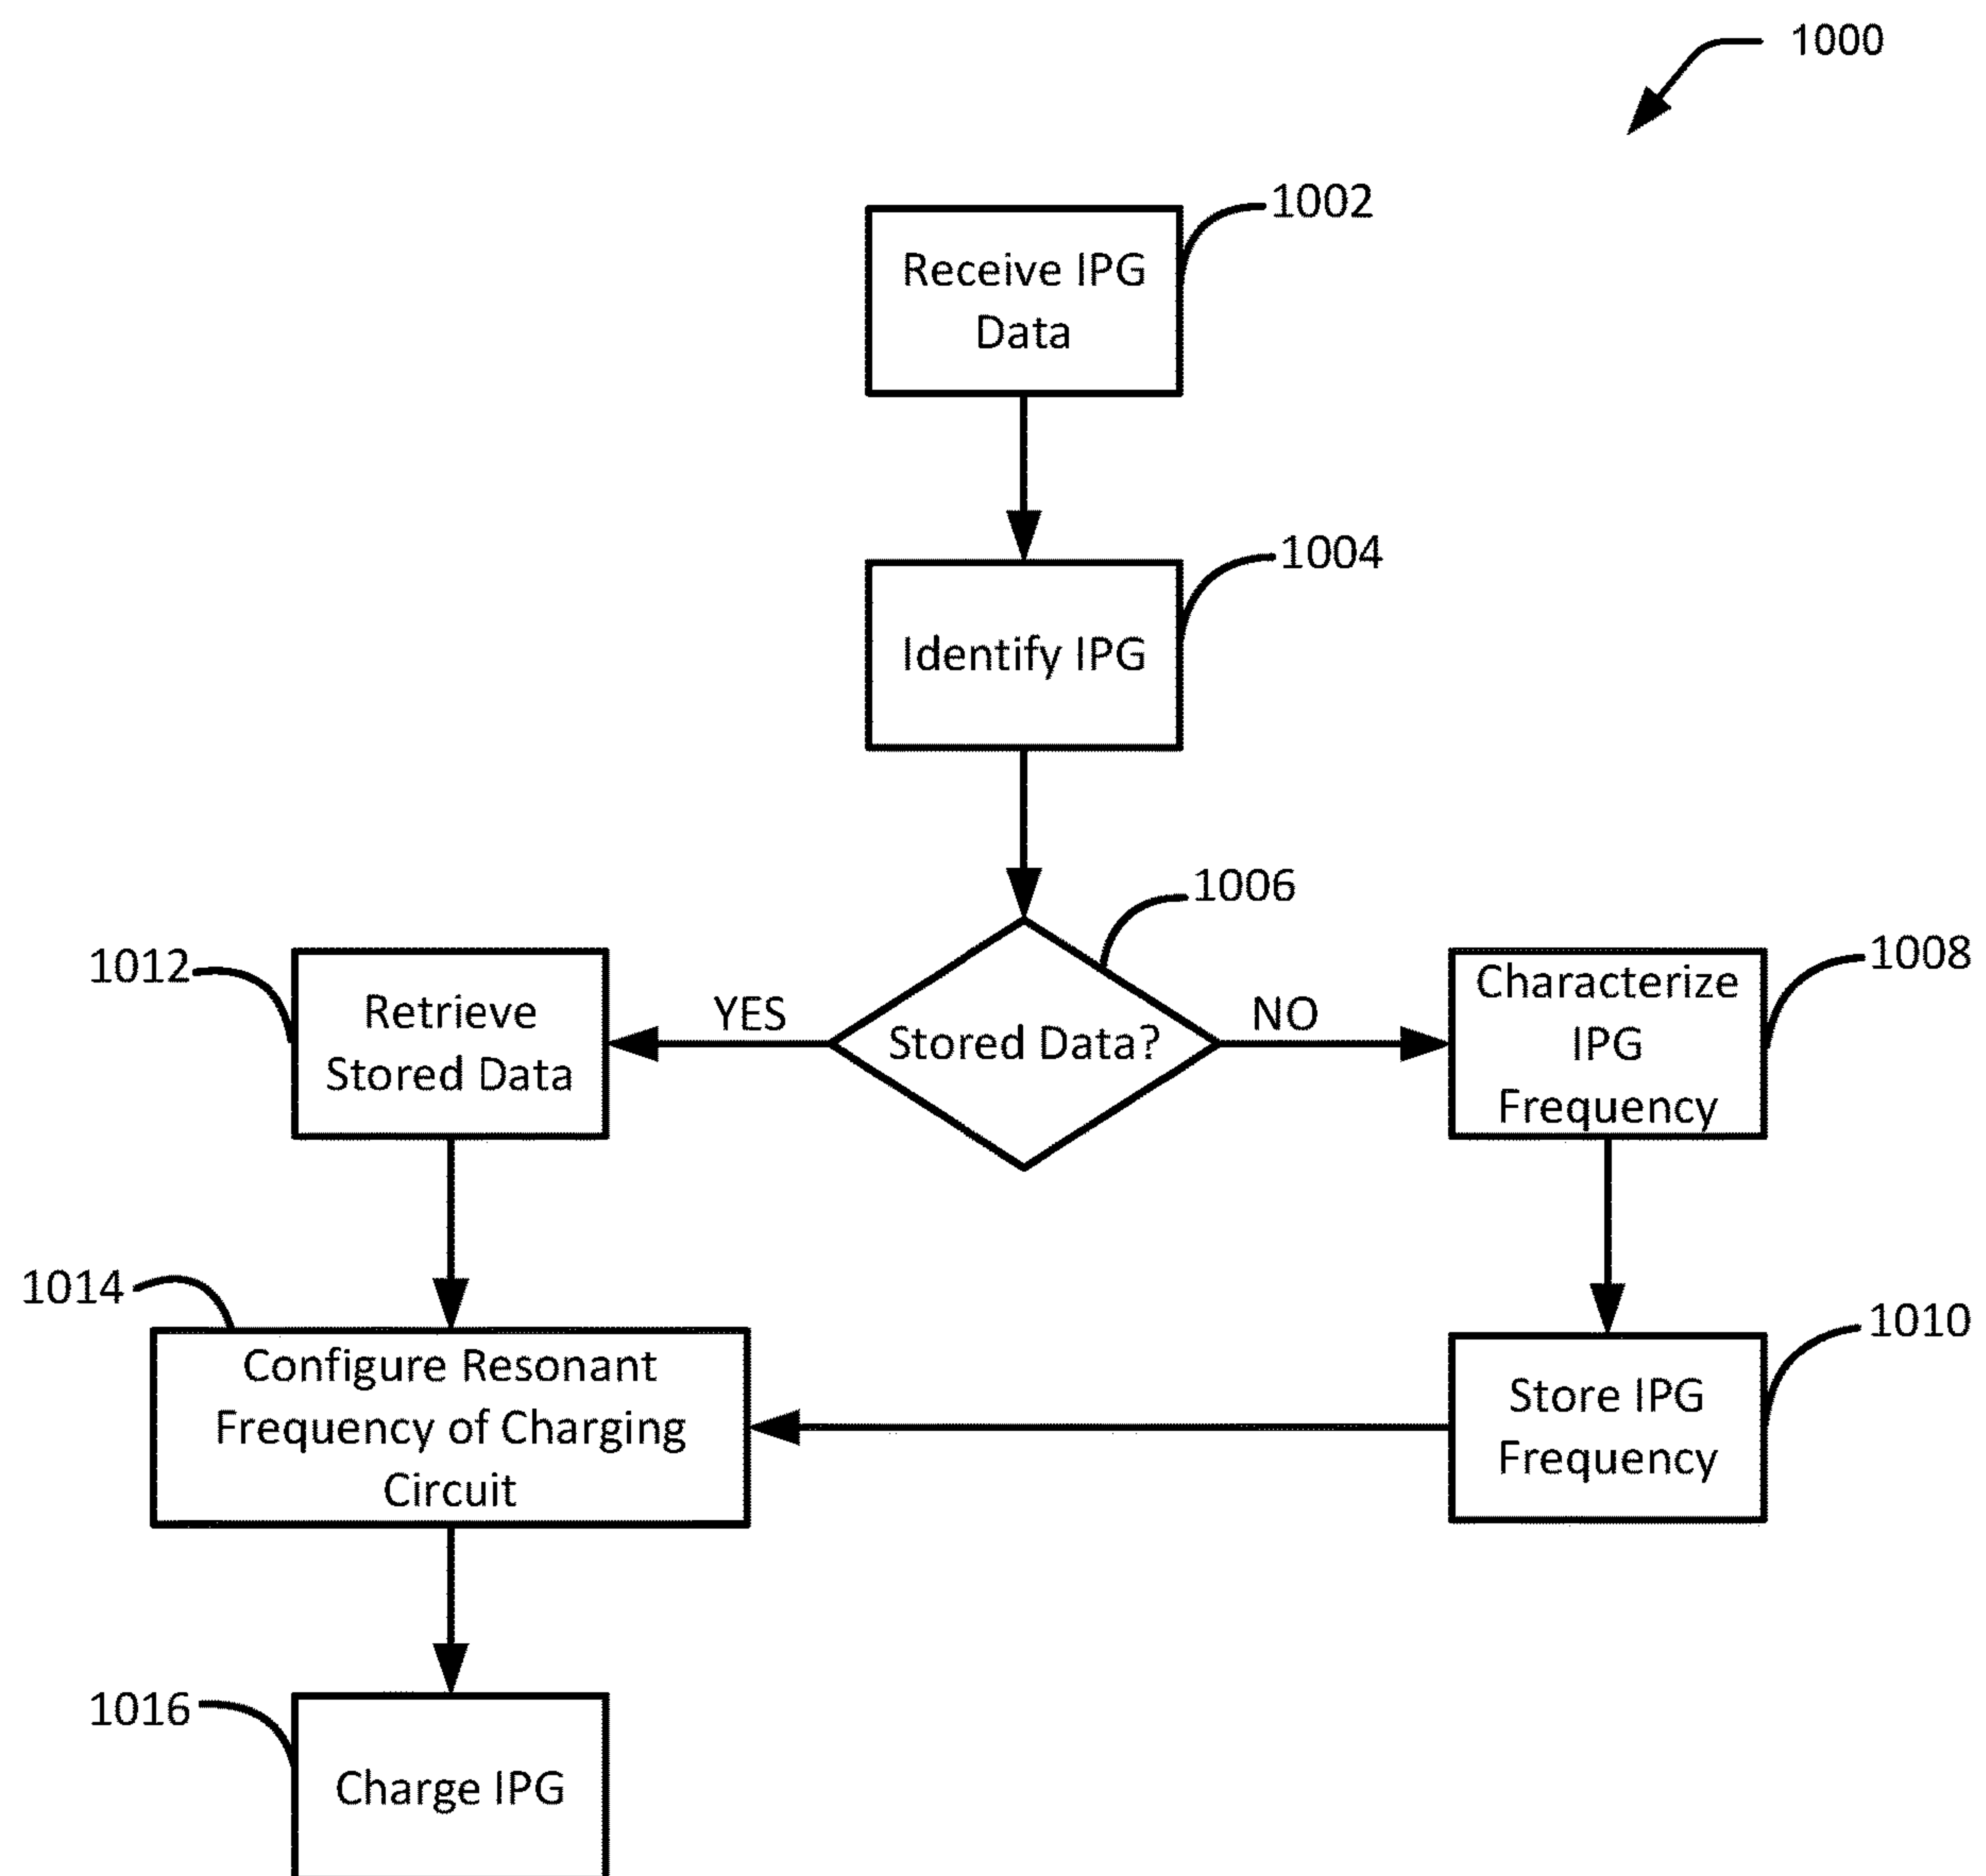 1000
1002
Receive IPG
Data
1004
Identify IPG
1006
Stored Data?
YES
NO
1012
Retrieve
Stored Data
1008
Characterize
IPG
Frequency
1014
Configure Resonant
Frequency of Charging
Circuit
1010
Store IPG
Frequency
1016
Charge IPG